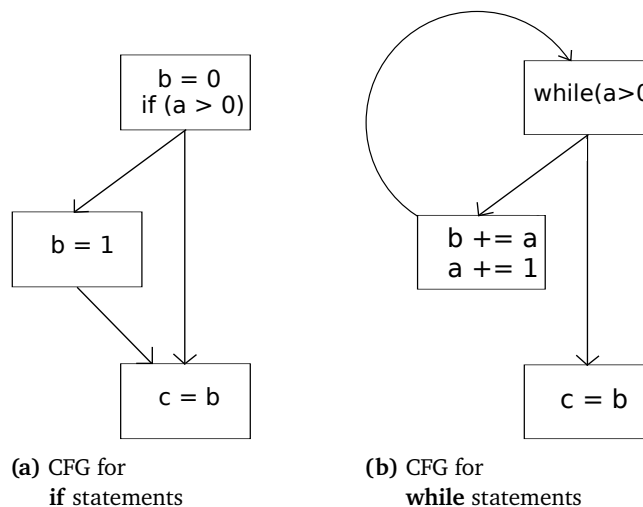 b = 0
if (a > 0)
b = 1
c = b
(a) CFG for
if statements
while(a>0
b += a
a += 1
c = b
(b) CFG for
while statements